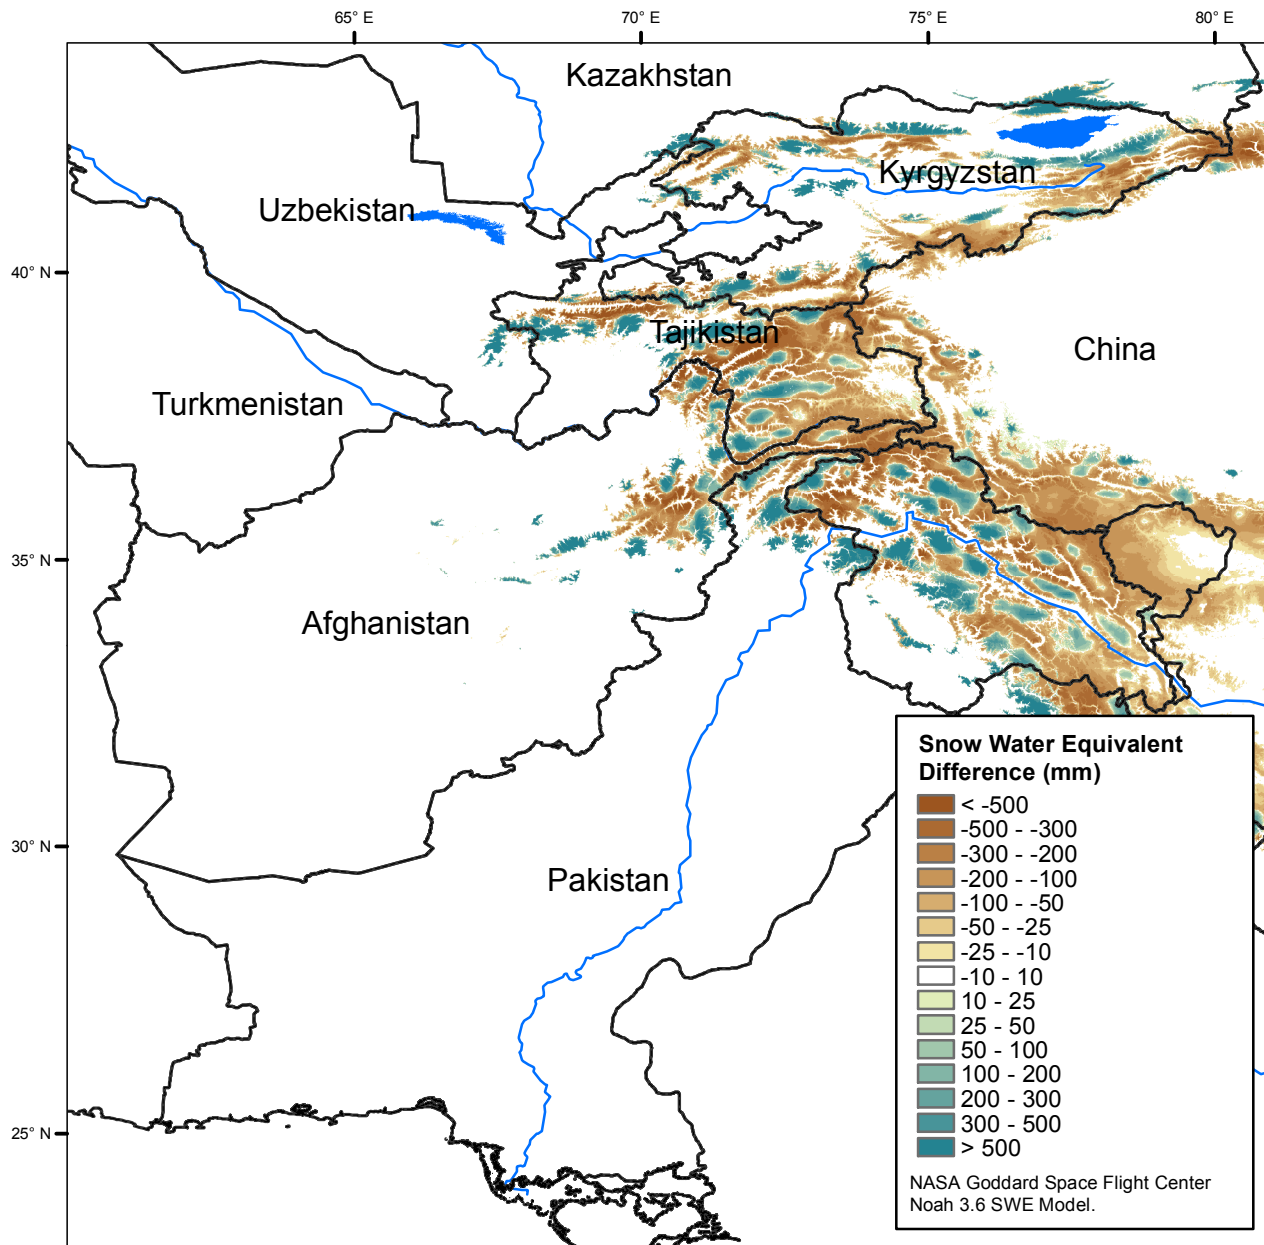 65° E
70° E
75° E
80° E
Kazakhstan
Kyrgyzstan
Uzbekistan
40° N
Tajikistan
China
Turkmenistan
35° N
Afghanistan
Snow Water Equivalent
Difference (mm)
< -500
-500 - -300
-300 - -200
-200 - -100
-100 - -50
-50 - -25
-25 - -10
-10 - 10
10 - 25
25 - 50
50 - 100
100 - 200
200 - 300
300 - 500
> 500
NASA Goddard Space Flight Center
Noah 3.6 SWE Model.
30° N
Pakistan
25° N